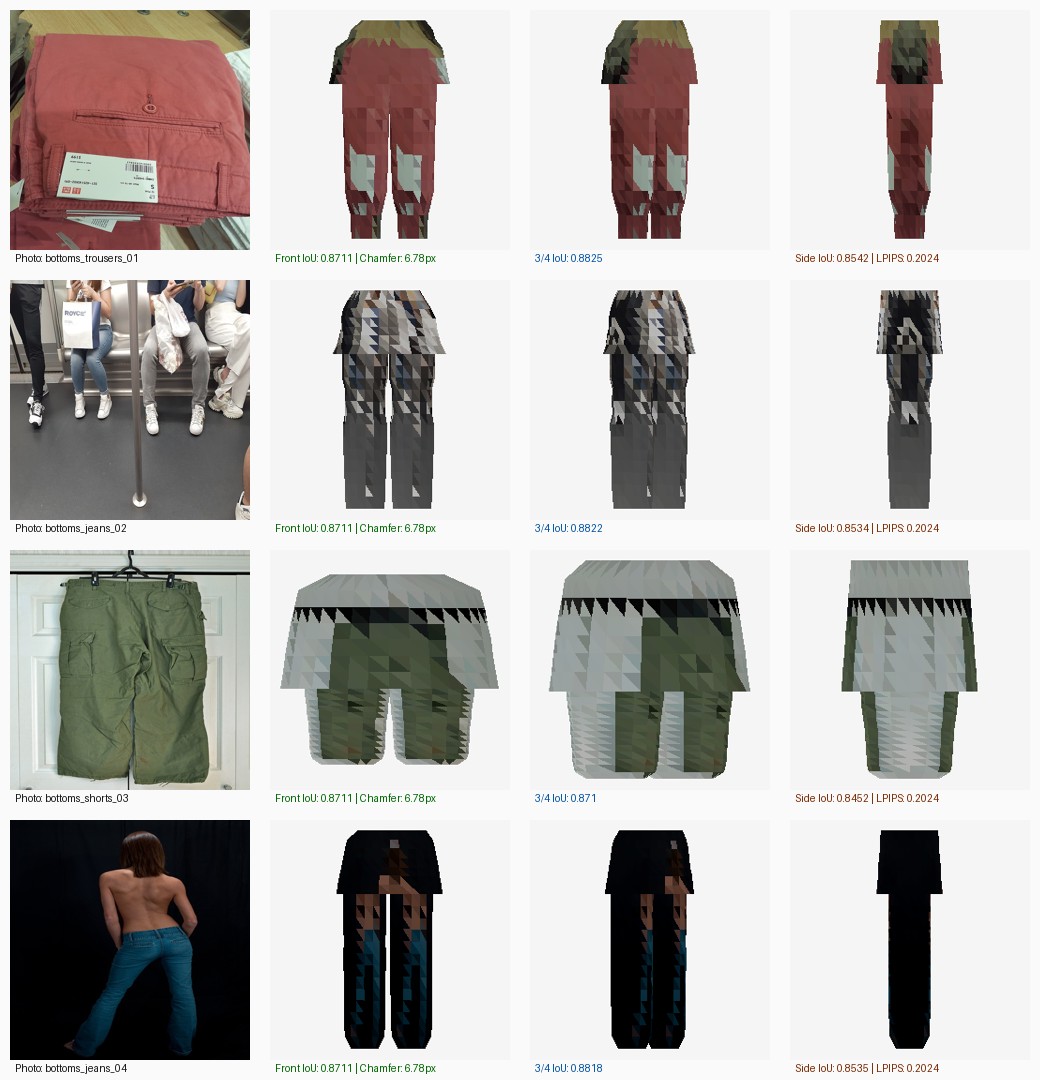 Photo: bottoms_trousers_01
Front IoU: 0.8711 | Chamfer: 6.78px
3/4 IoU: 0.8825
Side IoU: 0.8542 | LPIPS: 0.2024
ROYCE'
Photo: bottoms_jeans_02
Front IoU: 0.8711 | Chamfer: 6.78px
3/4 IoU: 0.8822
Side IoU: 0.8534 | LPIPS: 0.2024
Photo: bottoms_shorts_03
Front IoU: 0.8711 | Chamfer: 6.78px
3/4 IoU: 0.871
Side IoU: 0.8452 | LPIPS: 0.2024
Photo: bottoms_jeans_04
Front IoU: 0.8711 | Chamfer: 6.78px
3/4 IoU: 0.8818
Side IoU: 0.8535 | LPIPS: 0.2024